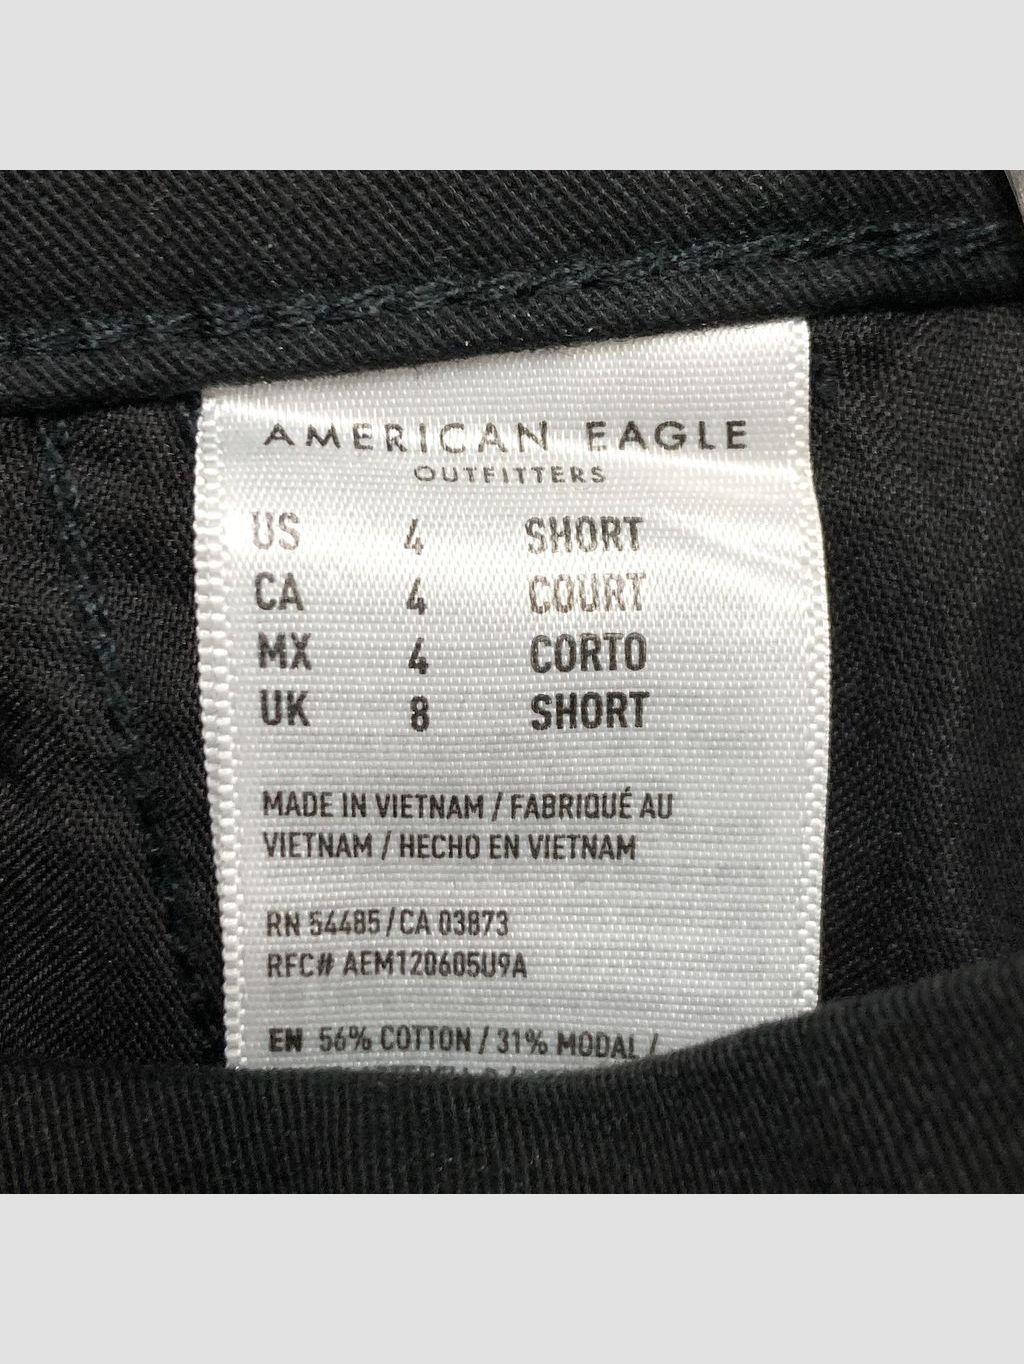 AMERICAN EAGLE
OUTFITTERS
US 4 SHORT
CA 4 COURT
MX 4 CORTO
UK 8 SHORT
MADE IN VIETNAM / FABRIQUÉ AU
VIETNAM / HECHO EN VIETNAM
RN 54485 / CA 03873
RFC# AEM120605U9A
EN 56% COTTON / 31% MODAL /